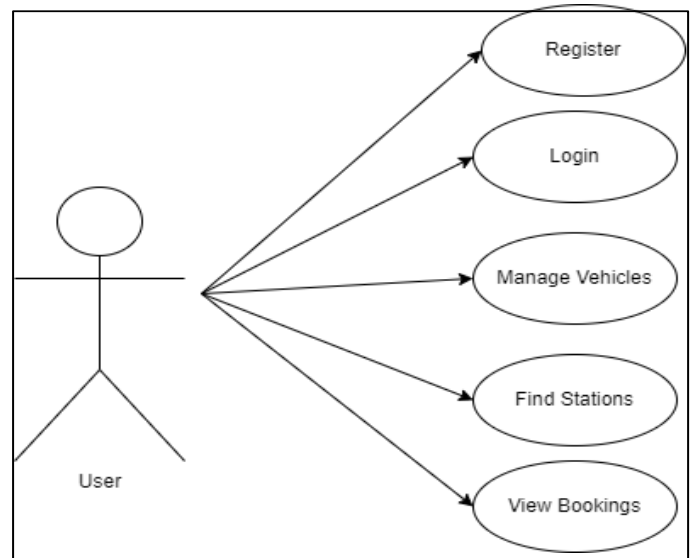 Register
Login
Manage Vehicles
Find Stations
User
View Bookings